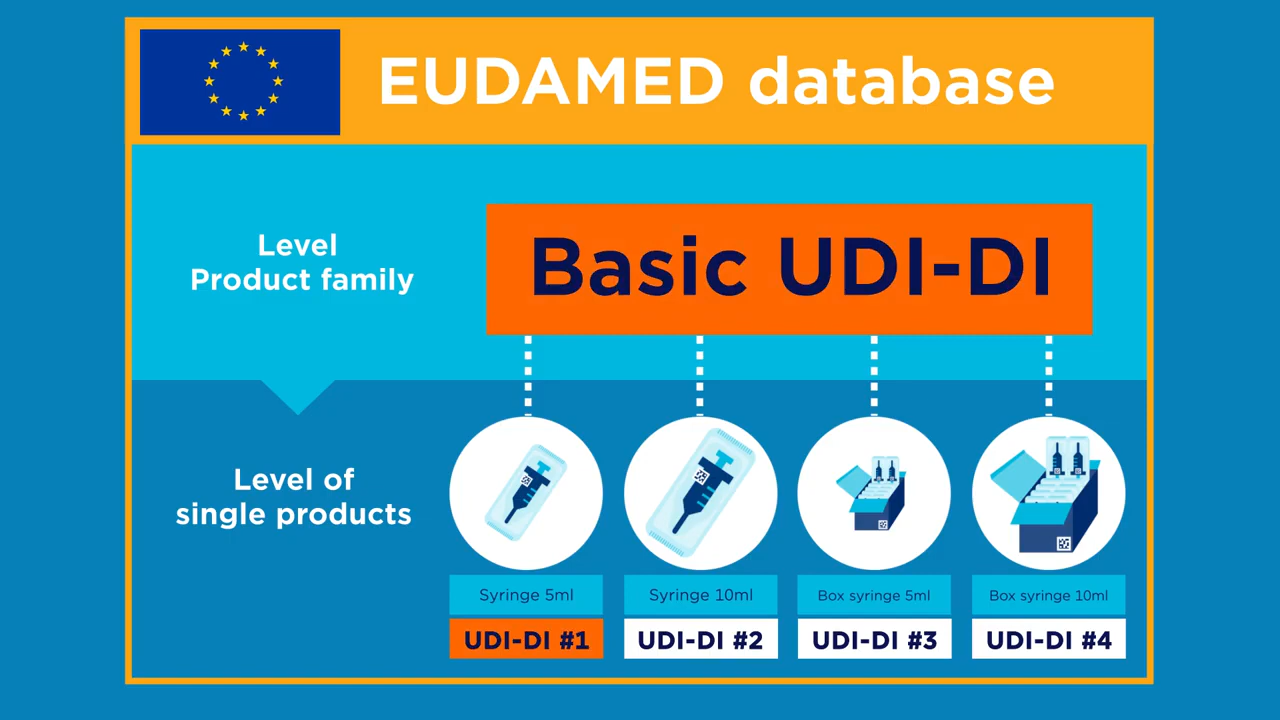 EUDAMED database
Level
Product family
Basic UDI-DI
Level of
single products
Syringe 5ml
Syringe 10ml
Box syringe 5ml
Box syringe 10ml
UDI-DI #1
UDI-DI #2
UDI-DI #3
UDI-DI #4